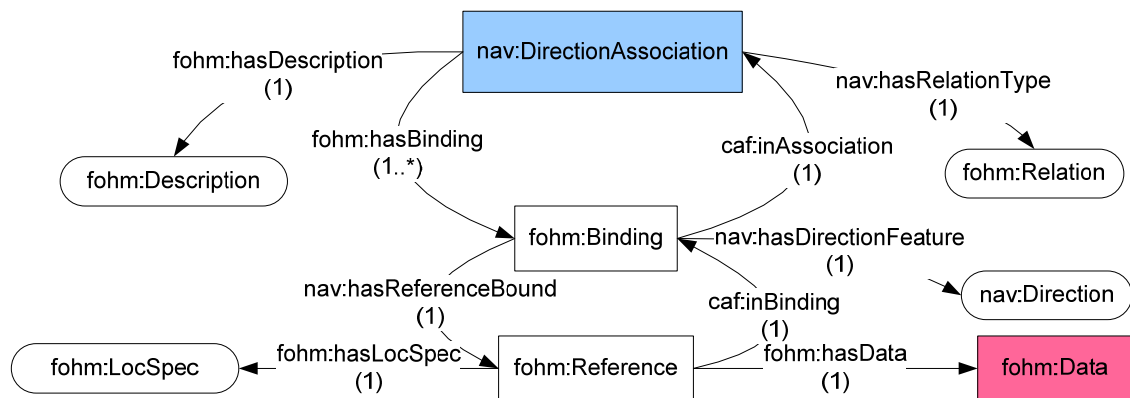 nav:DirectionAssociation
fohm:hasDescription
(1)
nav:hasRelationType
(1)
fohm:hasBinding
(1..*)
caf:inAssociation
(1)
fohm:Description
fohm:Relation
fohm:Binding
nav:hasDirectionFeature
(1)
nav:hasReferenceBound
(1)
caf:inBinding
(1)
nav:Direction
fohm:LocSpec
fohm:hasLocSpec
(1)
fohm:Reference
fohm:hasData
(1)
fohm:Data